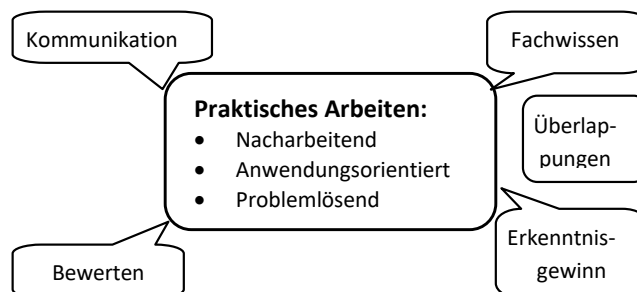 Kommunikation
Fachwissen
Praktisches Arbeiten:
• Nacharbeitend
• Anwendungsorientiert
• Problemlösend
Überlap-
pungen
Bewerten
Erkenntnis-
gewinn